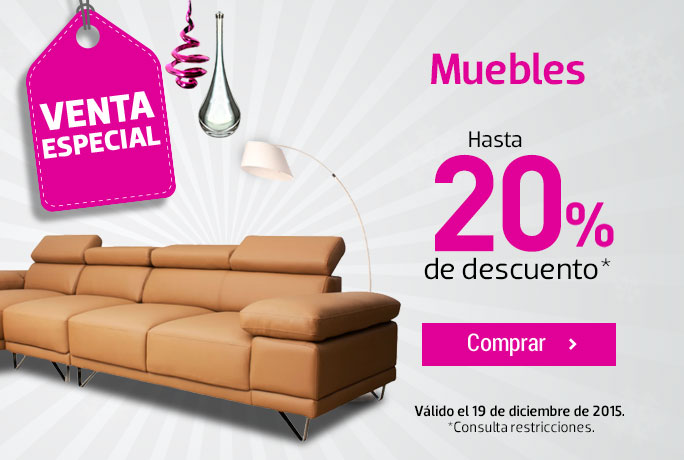 VENTA
ESPECIAL
Muebles
Hasta
20%
de descuento*
Comprar >
Válido el 19 de diciembre de 2015.
*Consulta restricciones.